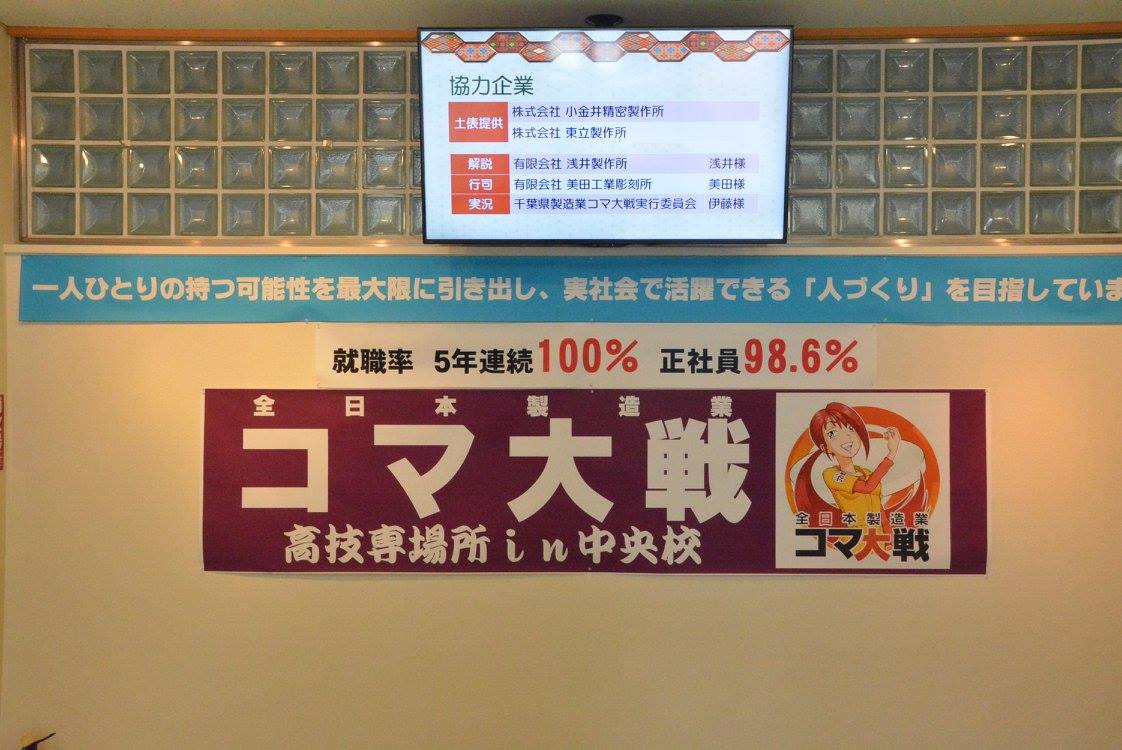 協力企業
土俵提供 株式会社 小金井精密製作所
株式会社 東立製作所
解説 有限会社 浅井製作所 浅井様
行司 有限会社 美田工業彫刻所 美田様
実況 千葉県製造業コマ大戦実行委員会 伊藤様
一人ひとりの持つ可能性を最大限に引き出し、実社会で活躍できる「人づくり」を目指していま
就職率 5年連続100% 正社員98.6%
全日本製造業
コマ大戦
高技専場所in中央校
全日本製造業
コマ大戦